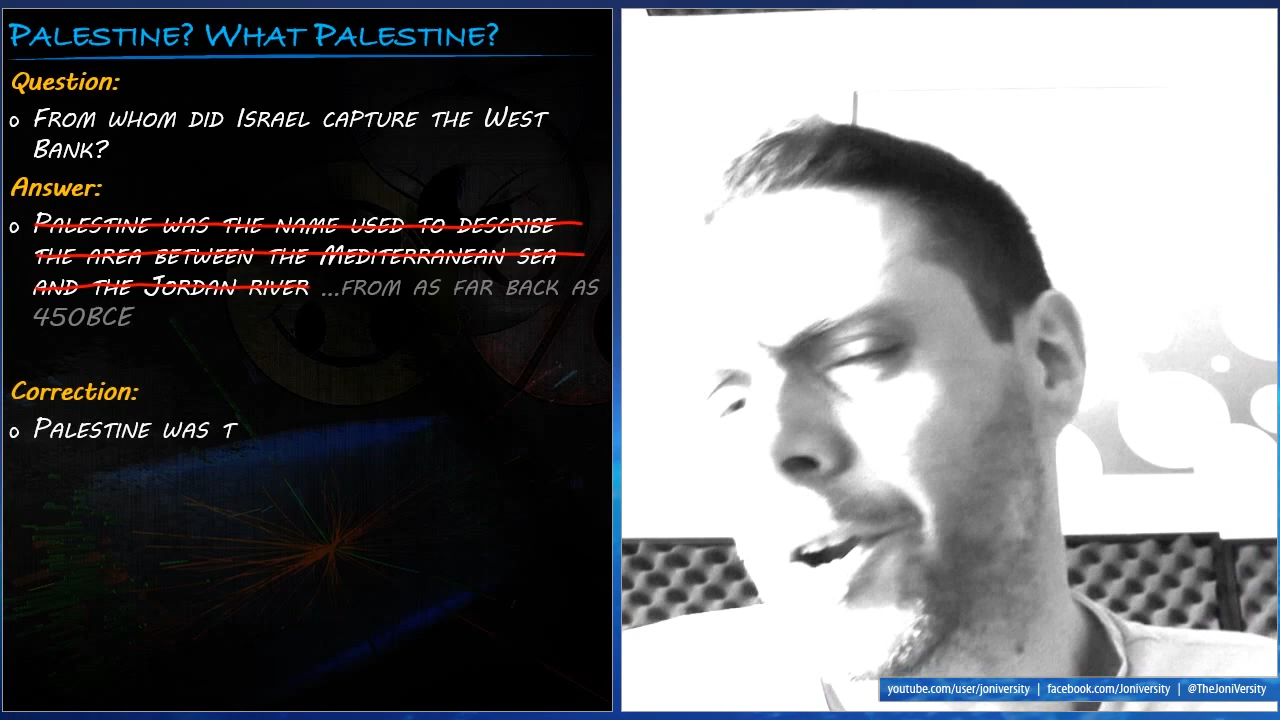 Palestine? What Palestine?
Question:
o From whom did Israel capture the West
Bank?
Answer:
o Palestine was the name used to describe
the area between the Mediterranean sea
and the Jordan river ...from as far back as
450BCE
Correction:
o Palestine was t
youtube.com/user/joniversity | facebook.com/Joniversity | @TheJoniVersity